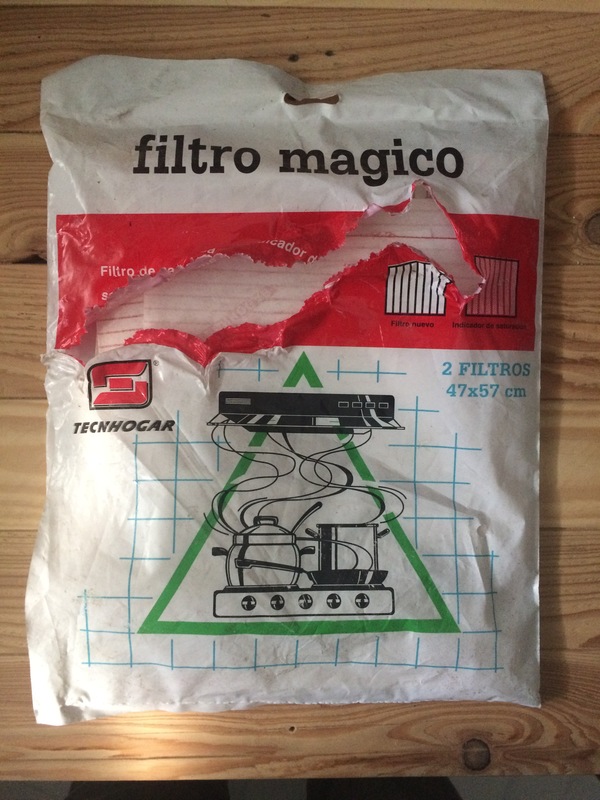 filtro magico
Filtro de
Filtro nuevo
Indicador de saturación
2 FILTROS
47x57 cm
®
TECNHOGAR